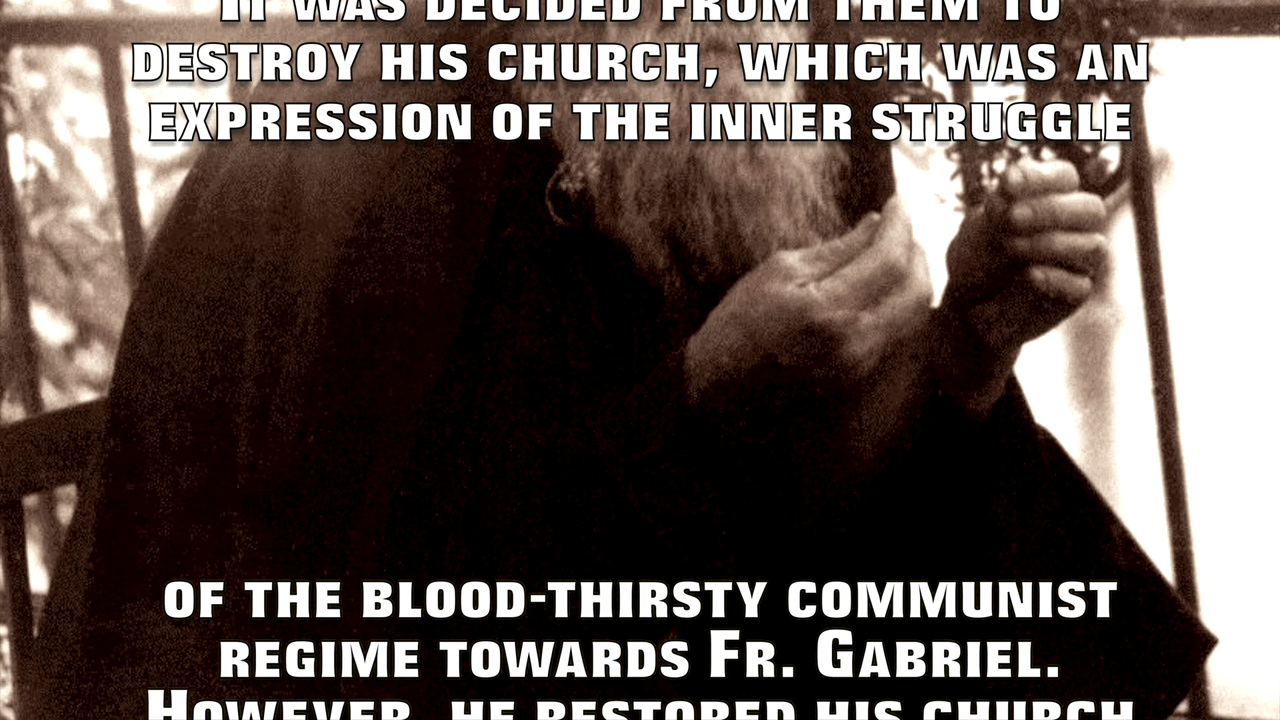 It was decided from them to
destroy his church, which was an
expression of the inner struggle
of the blood-thirsty communist
regime towards Fr. Gabriel.
However, he restored his church